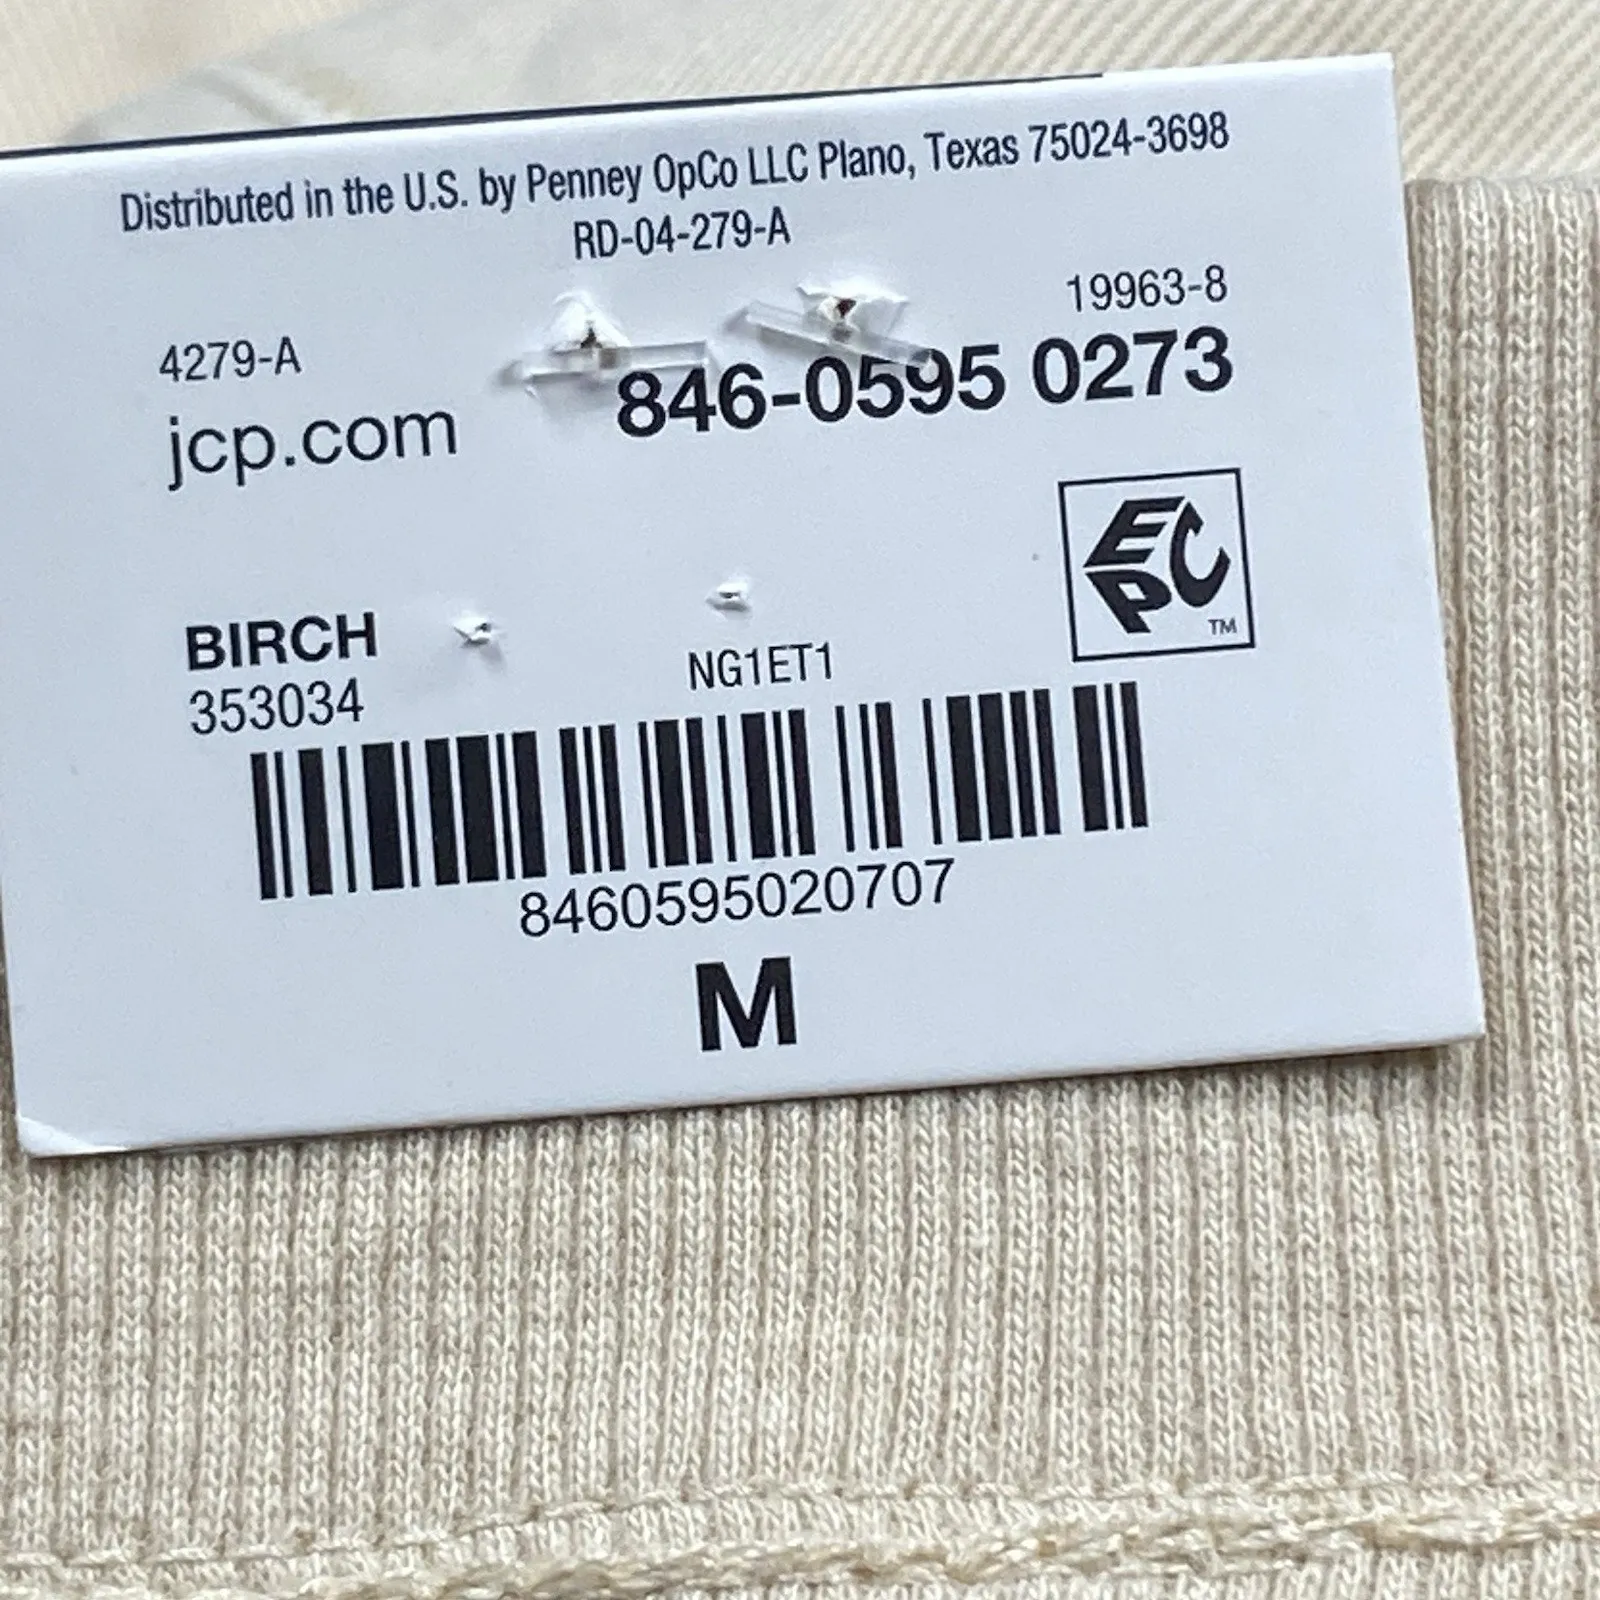 Distributed in the U.S. by Penney OpCo LLC Plano, Texas 75024-3698
RD-04-279-A
19963-8
4279-A
846-0595 0273
jcp.com
EPC
TM
BIRCH
353034
NG1ET1
8460595020707
M